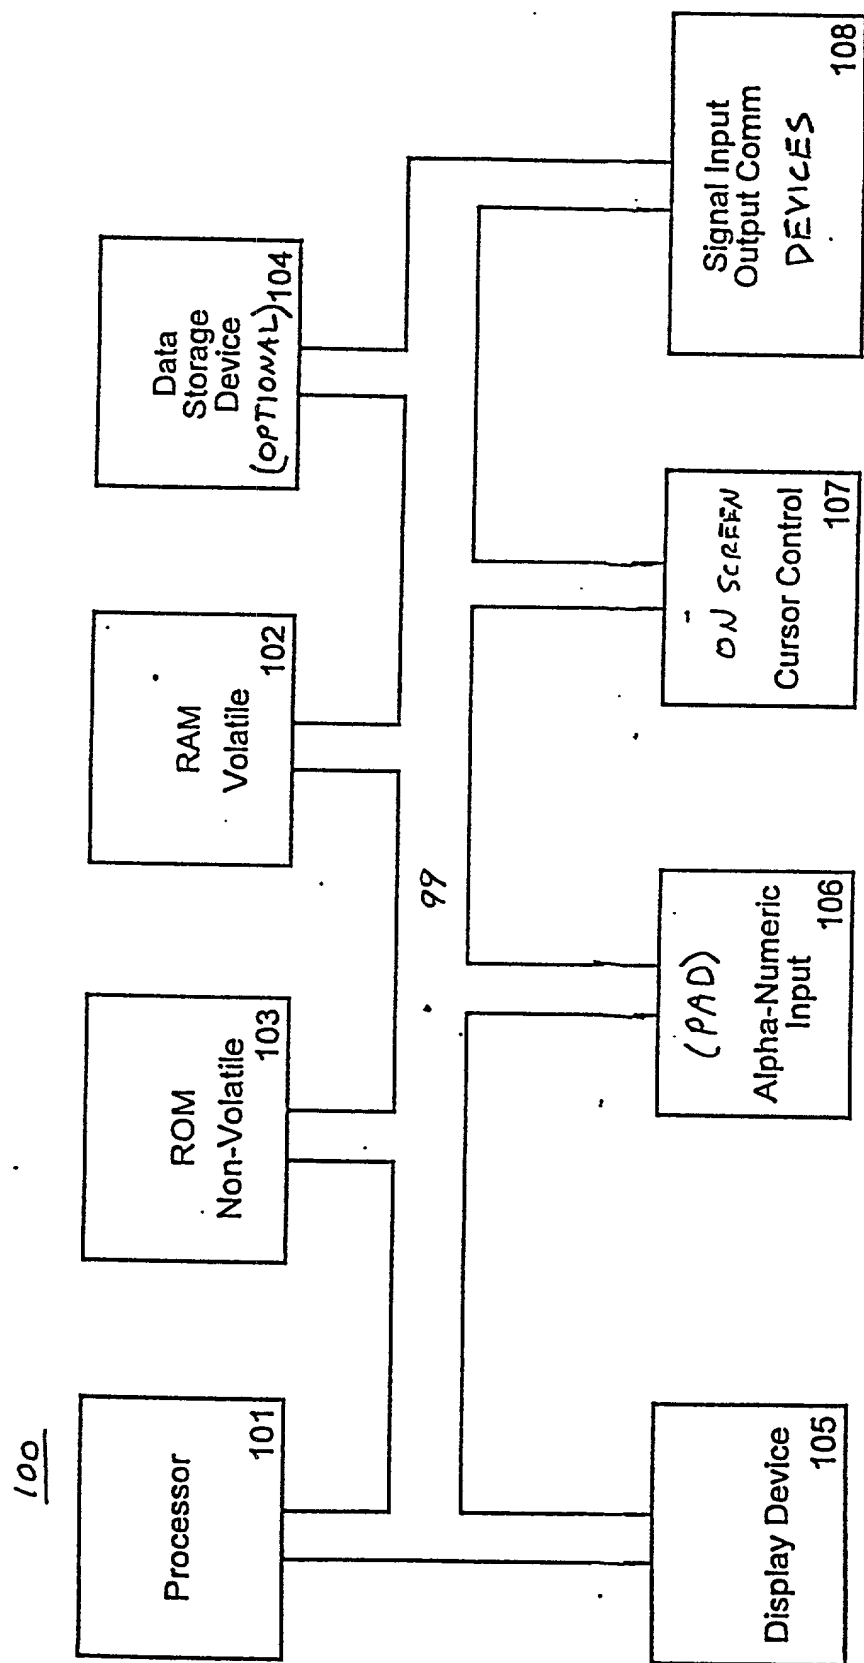 100
Processor
101
ROM
Non-Volatile
103
RAM
Volatile
102
Data
Storage
Device
(OPTIONAL)
104
99
Display Device
105
(PAD)
Alpha-Numeric
Input
106
ON SCREEN
Cursor Control
107
Signal Input
Output Comm
DEVICES
108